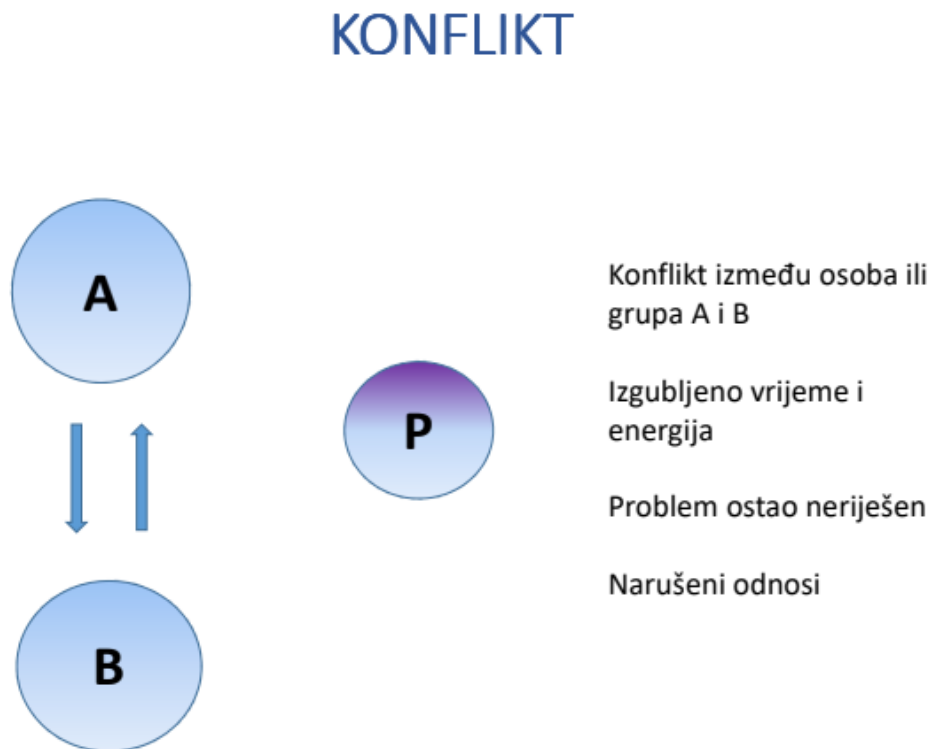 KONFLIKT
A
P
B
Konflikt između osoba ili
grupa A i B
Izgubljeno vrijeme i
energija
Problem ostao neriješen
Narušeni odnosi